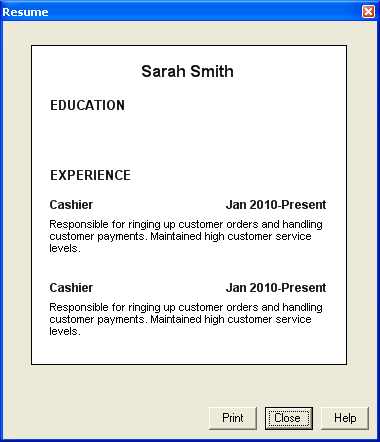 Resume
Sarah Smith
EDUCATION
EXPERIENCE
Cashier Jan 2010-Present
Responsible for ringing up customer orders and handling
customer payments. Maintained high customer service
levels.
Cashier Jan 2010-Present
Responsible for ringing up customer orders and handling
customer payments. Maintained high customer service
levels.
Print Close Help